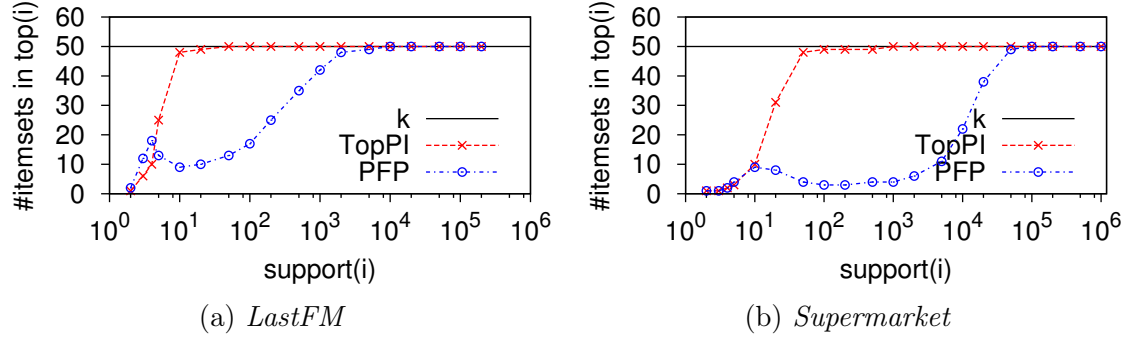 60
50
40
30
20
10
0
#itemsets in top(i)
k
TopPI
PFP
10^0 10^1 10^2 10^3 10^4 10^5 10^6
support(i)
(a) LastFM
60
50
40
30
20
10
0
#itemsets in top(i)
k
TopPI
PFP
10^0 10^1 10^2 10^3 10^4 10^5 10^6
support(i)
(b) Supermarket